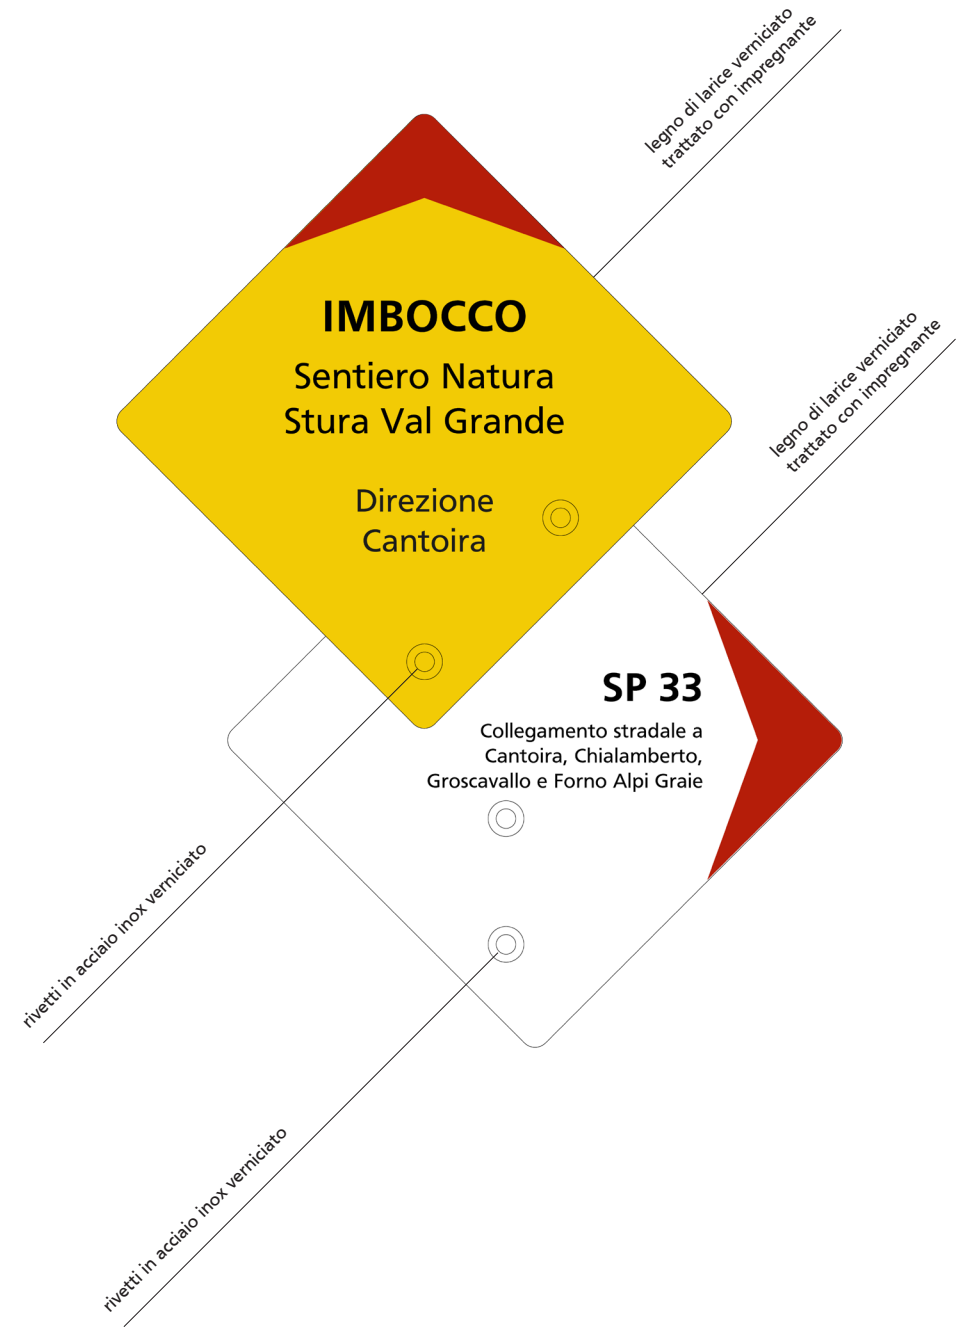 legno di larice verniciato
trattato con impregnante
IMBOCCO
Sentiero Natura
Stura Val Grande
Direzione
Cantoira
legno di larice verniciato
trattato con impregnante
SP 33
Collegamento stradale a
Cantoira, Chialamberto,
Groscavallo e Forno Alpi Graie
rivetti in acciaio inox verniciato
rivetti in acciaio inox verniciato